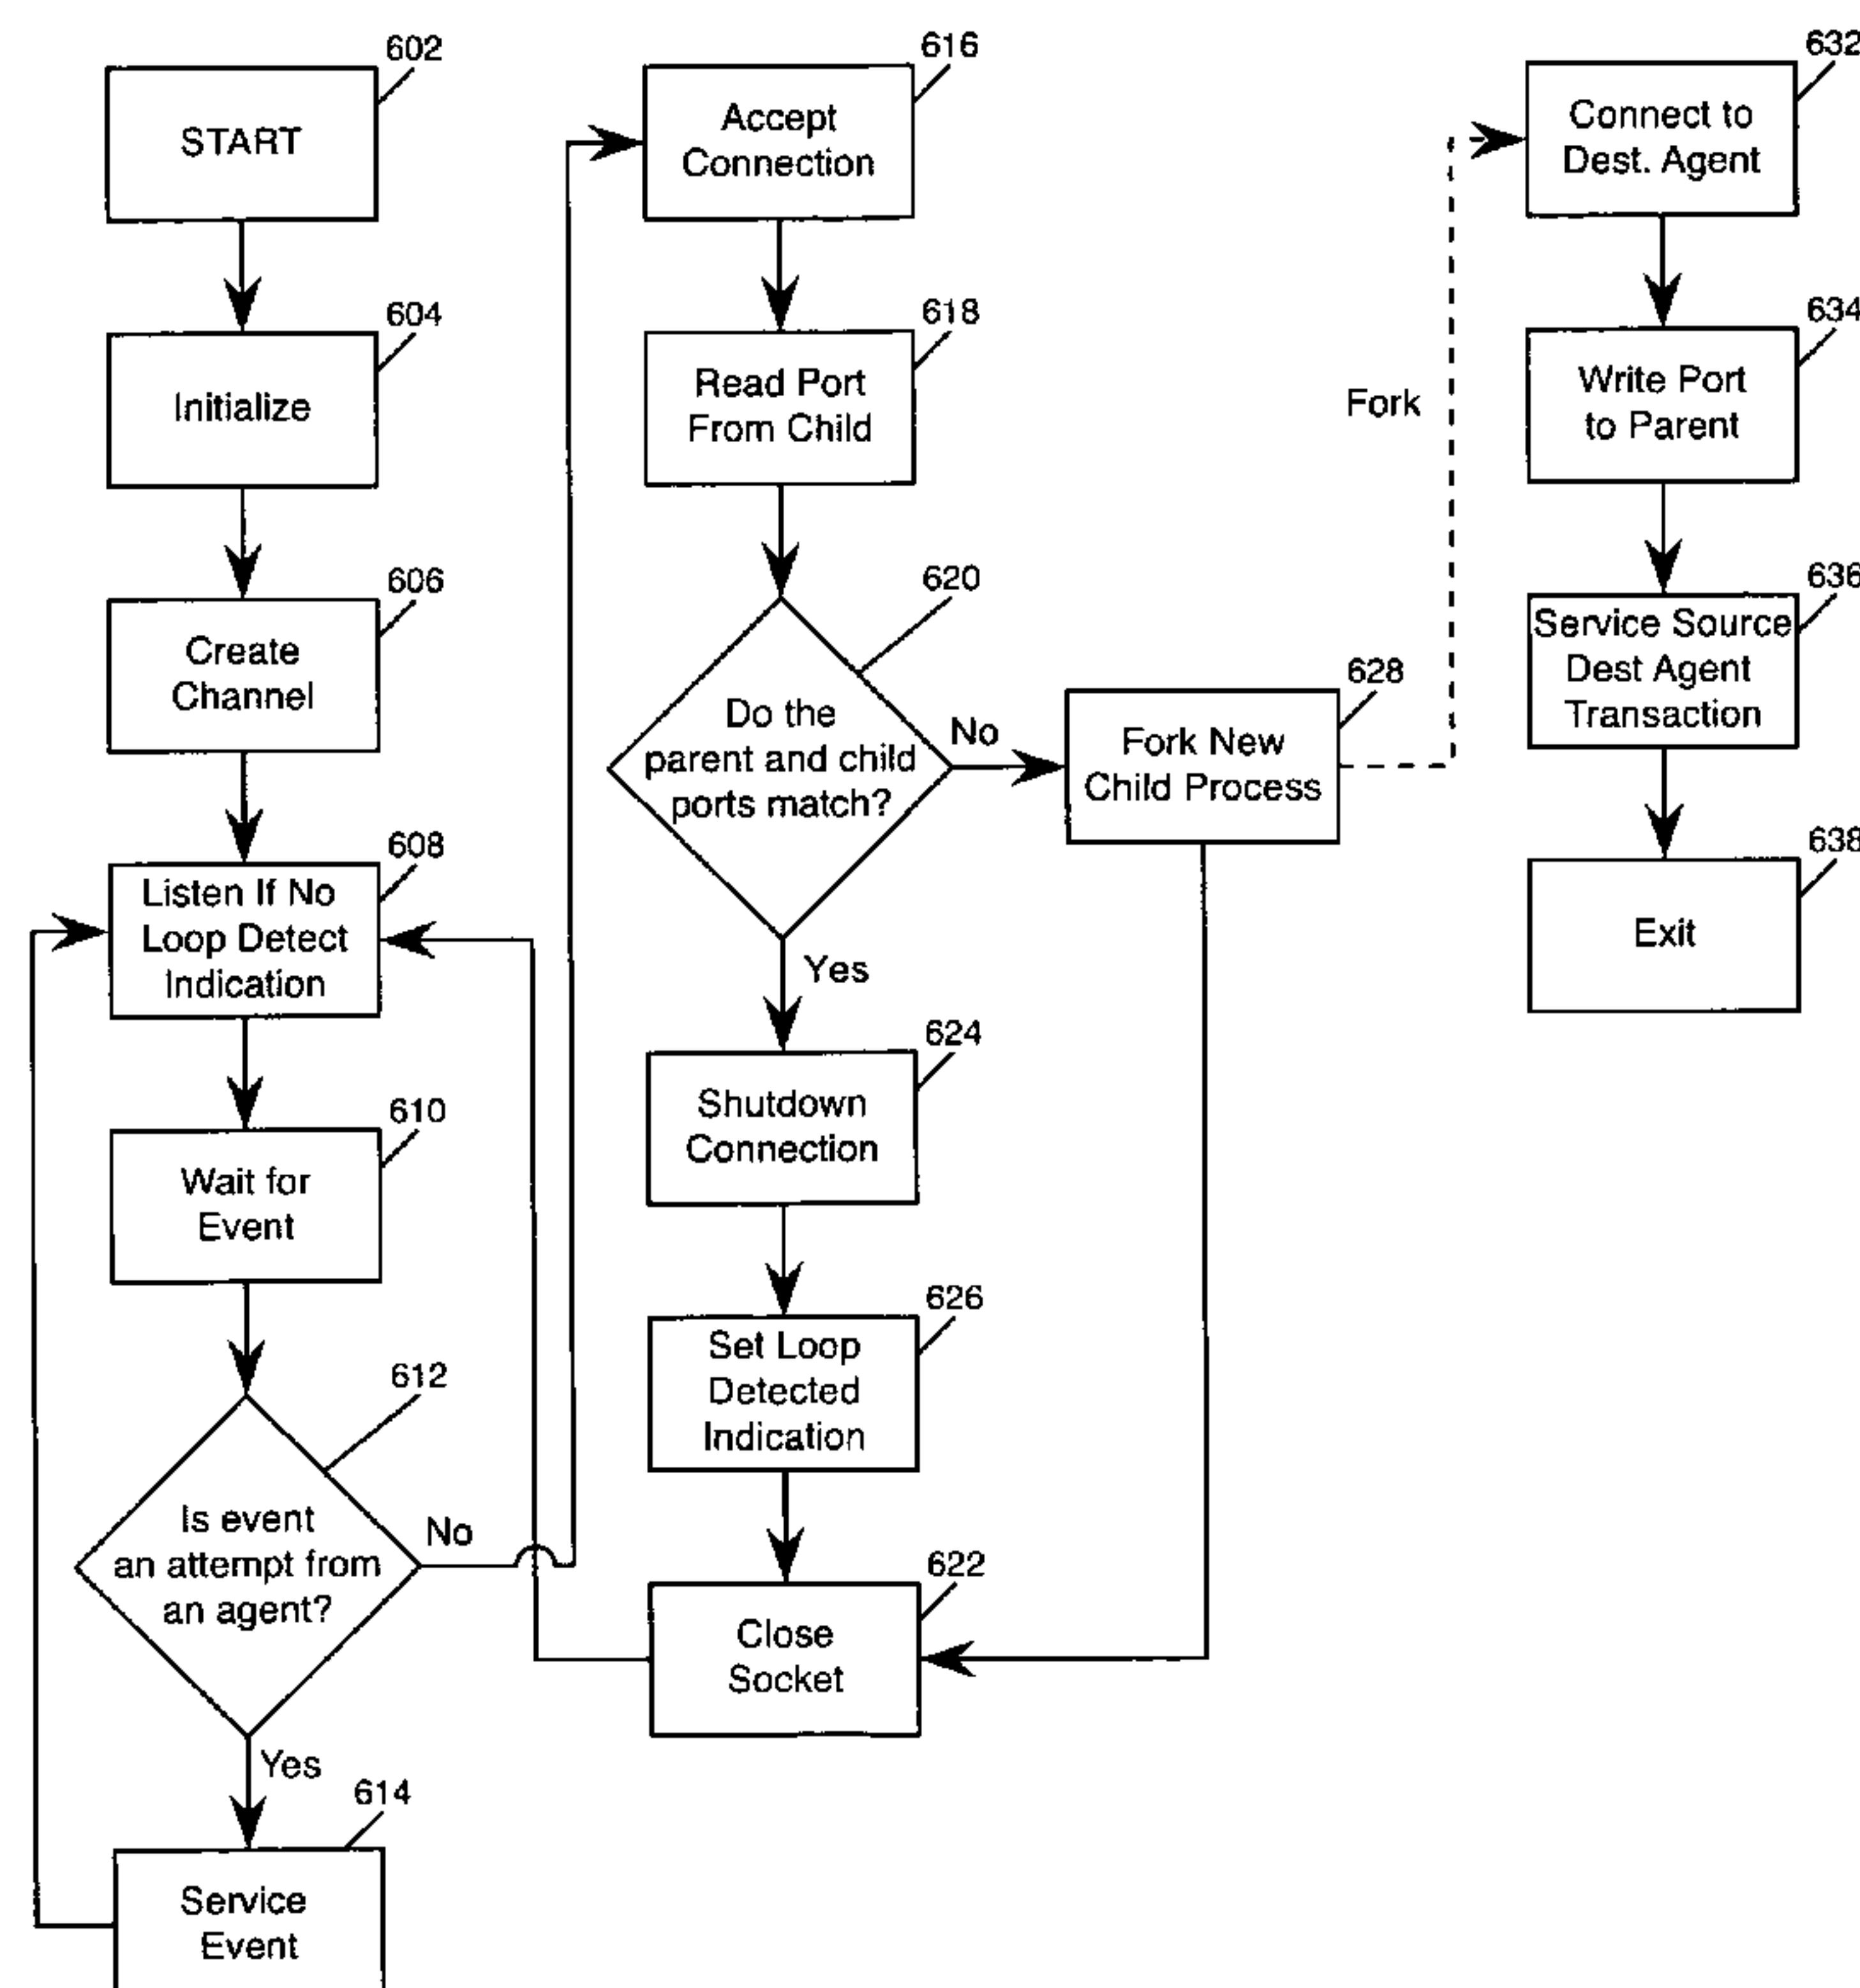 602
START
604
Initialize
606
Create
Channel
608
Listen If No
Loop Detect
Indication
610
Wait for
Event
612
Is event
an attempt from
an agent?
No
Yes
614
Service
Event
616
Accept
Connection
618
Read Port
From Child
620
Do the
parent and child
ports match?
No
Yes
624
Shutdown
Connection
626
Set Loop
Detected
Indication
622
Close
Socket
628
Fork New
Child Process
Fork
632
Connect to
Dest. Agent
634
Write Port
to Parent
636
Service Source
Dest Agent
Transaction
638
Exit